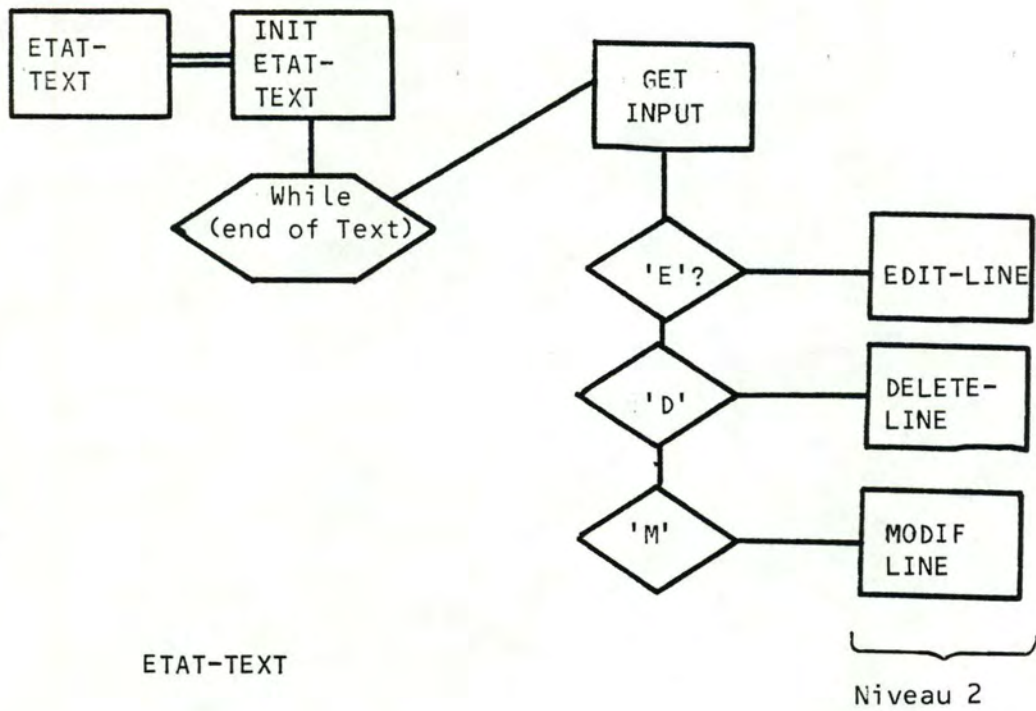 ETAT-
TEXT
INIT
ETAT-
TEXT
While
(end of Text)
GET
INPUT
'E'?
EDIT-LINE
'D'
DELETE-
LINE
'M'
MODIF
LINE
ETAT-TEXT
Niveau 2